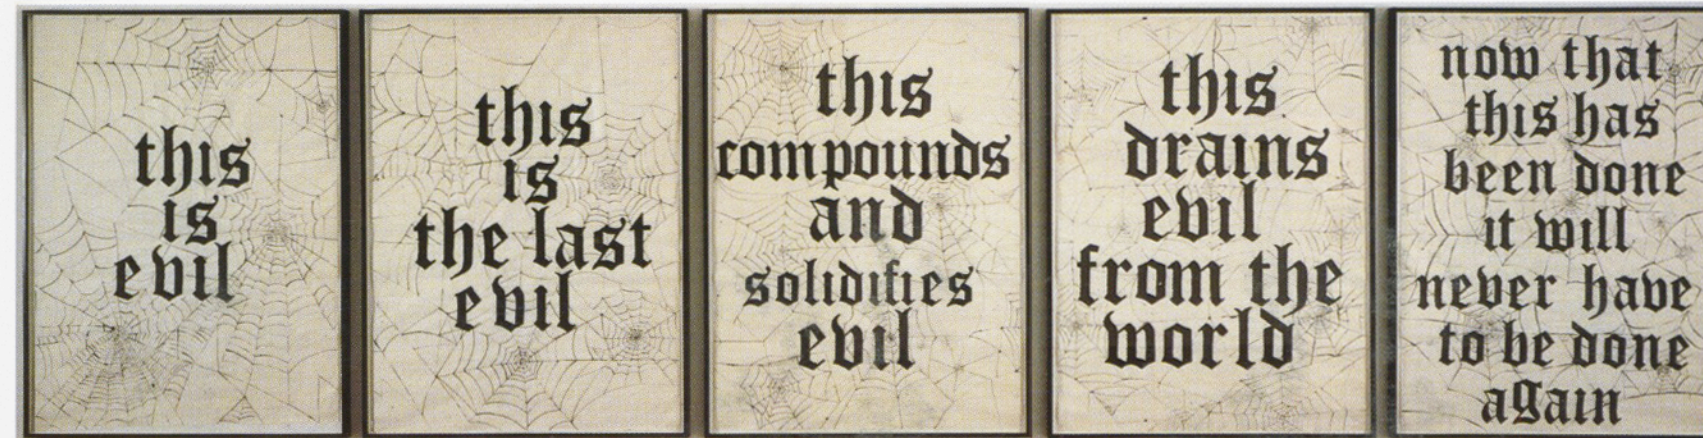 this
is
evil
this
is
the last
evil
this
compounds
and
solidifies
evil
this
drains
evil
from the
world
now that
this has
been done
it will
never have
to be done
again